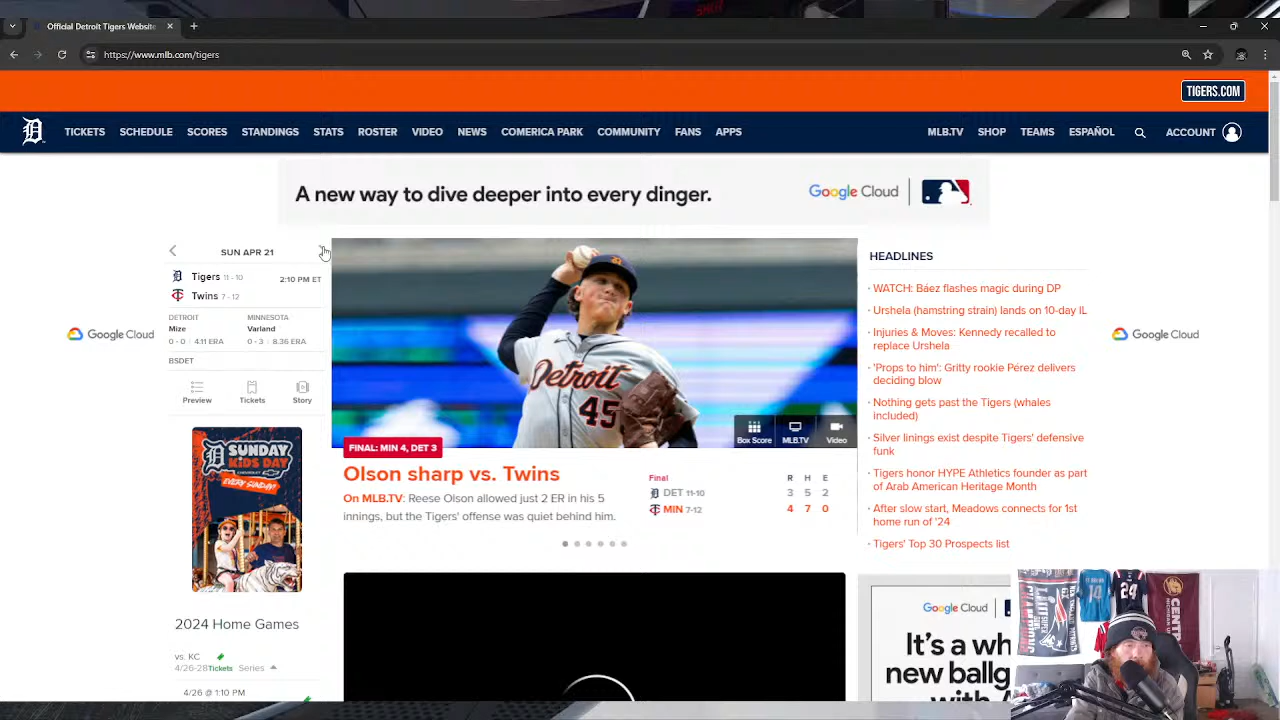 Official Detroit Tigers Website
https://www.mlb.com/tigers
TIGERS.COM
TICKETS SCHEDULE SCORES STANDINGS STATS ROSTER VIDEO NEWS COMERICA PARK COMMUNITY FANS APPS MLB.TV SHOP TEAMS ESPAÑOL ACCOUNT
A new way to dive deeper into every dinger.
Google Cloud
SUN APR 21
Tigers 11 - 10
2:10 PM ET
Twins 7 - 12
DETROIT MINNESOTA
Mize Varland
0 - 0 4.11 ERA 0 - 3 8.36 ERA
BSDET
Preview Tickets Story
Google Cloud
SUNDAY
KIDS DAY
CHEVROLET
EVERY SUNDAY!
2024 Home Games
vs. KC
4/26-28 Tickets Series
4/26 @ 1:10 PM
Detroit
45
Box Score MLB.TV Video
FINAL: MIN 4, DET 3
Olson sharp vs. Twins
On MLB.TV: Reese Olson allowed just 2 ER in his 5
innings, but the Tigers' offense was quiet behind him.
Final R H E
DET 11-10 3 5 2
MIN 7-12 4 7 0
HEADLINES
WATCH: Báez flashes magic during DP
Urshela (hamstring strain) lands on 10-day IL
Injuries & Moves: Kennedy recalled to
replace Urshela
'Props to him': Gritty rookie Pérez delivers
deciding blow
Nothing gets past the Tigers (whales
included)
Silver linings exist despite Tigers' defensive
funk
Tigers honor HYPE Athletics founder as part
of Arab American Heritage Month
After slow start, Meadows connects for 1st
home run of '24
Tigers' Top 30 Prospects list
Google Cloud
Google Cloud
It's a wh
new ballg
14
24